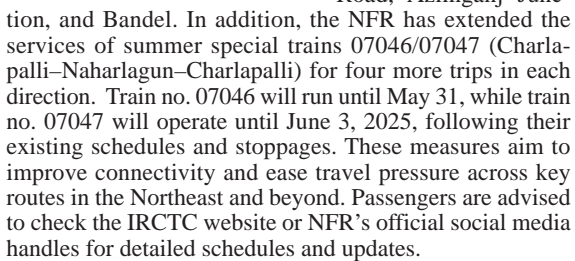 tion, and Bandel. In addition, the NFR has extended the
services of summer special trains 07046/07047 (Charla-
palli–Naharlagun–Charlapalli) for four more trips in each
direction. Train no. 07046 will run until May 31, while train
no. 07047 will operate until June 3, 2025, following their
existing schedules and stoppages. These measures aim to
improve connectivity and ease travel pressure across key
routes in the Northeast and beyond. Passengers are advised
to check the IRCTC website or NFR's official social media
handles for detailed schedules and updates.